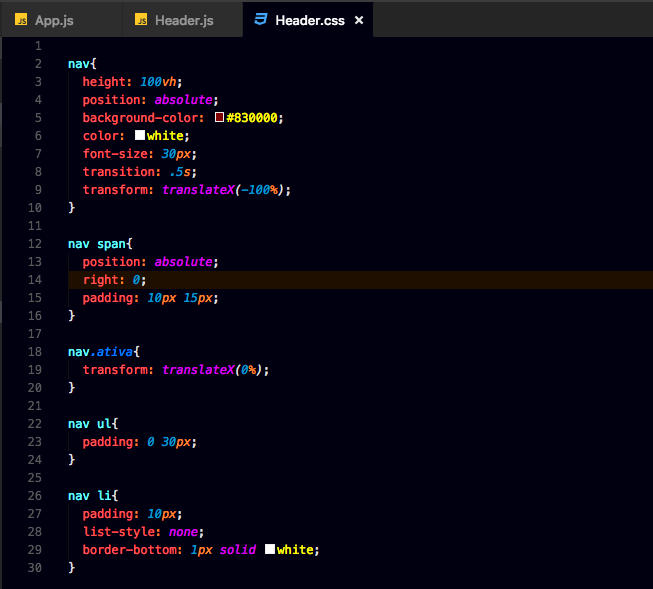 JS App.js JS Header.js 3 Header.css ×
1
2 nav{
3 height: 100vh;
4 position: absolute;
5 background-color: #830000;
6 color: white;
7 font-size: 30px;
8 transition: .5s;
9 transform: translateX(-100%);
10 }
11
12 nav span{
13 position: absolute;
14 right: 0;
15 padding: 10px 15px;
16 }
17
18 nav.ativa{
19 transform: translateX(0%);
20 }
21
22 nav ul{
23 padding: 0 30px;
24 }
25
26 nav li{
27 padding: 10px;
28 list-style: none;
29 border-bottom: 1px solid white;
30 }